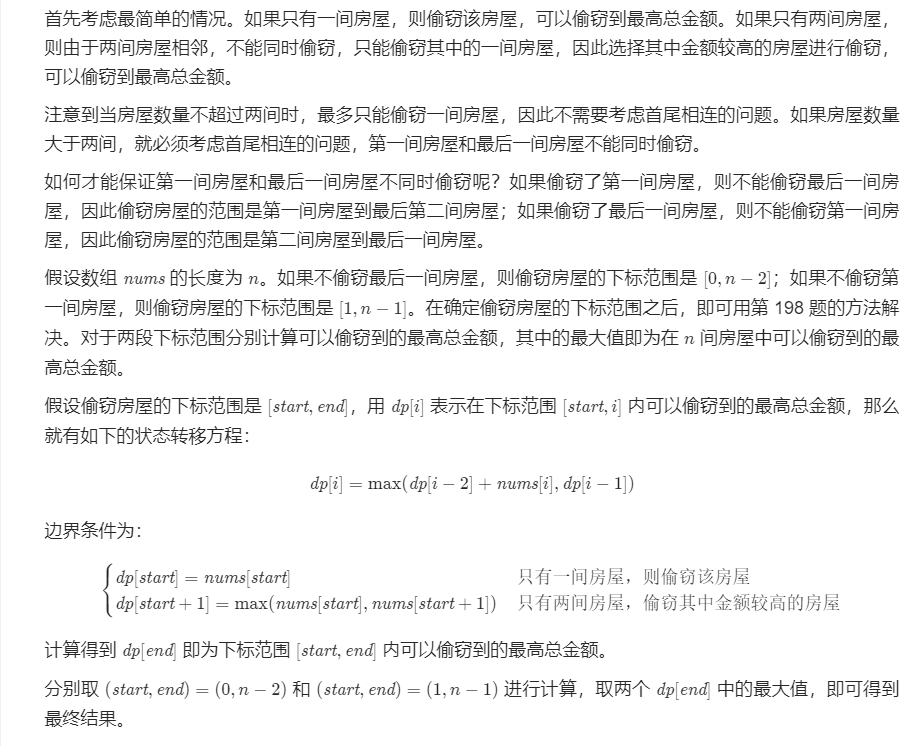 首先考虑最简单的情况。如果只有一间房屋，则偷窃该房屋，可以偷窃到最高总金额。如果只有两间房屋，
则由于两间房屋相邻，不能同时偷窃，只能偷窃其中的一间房屋，因此选择其中金额较高的房屋进行偷窃，
可以偷窃到最高总金额。
注意到当房屋数量不超过两间时，最多只能偷窃一间房屋，因此不需要考虑首尾相连的问题。如果房屋数量
大于两间，就必须考虑首尾相连的问题，第一间房屋和最后一间房屋不能同时偷窃。
如何才能保证第一间房屋和最后一间房屋不同时偷窃呢？如果偷窃了第一间房屋，则不能偷窃最后一间房
屋，因此偷窃房屋的范围是第一间房屋到最后第二间房屋；如果偷窃了最后一间房屋，则不能偷窃第一间房
屋，因此偷窃房屋的范围是第二间房屋到最后一间房屋。
假设数组 nums 的长度为 n。如果不偷窃最后一间房屋，则偷窃房屋的下标范围是 [0, n − 2]；如果不偷窃第
一间房屋，则偷窃房屋的下标范围是 [1, n − 1]。在确定偷窃房屋的下标范围之后，即可用第 198 题的方法解
决。对于两段下标范围分别计算可以偷窃到的最高总金额，其中的最大值即为在 n 间房屋中可以偷窃到的最
高总金额。
假设偷窃房屋的下标范围是 [start, end]，用 dp[i] 表示在下标范围 [start, i] 内可以偷窃到的最高总金额，那么
就有如下的状态转移方程：
dp[i] = max(dp[i − 2] + nums[i], dp[i − 1])
边界条件为：
{ dp[start] = nums[start] 只有一间房屋，则偷窃该房屋
dp[start + 1] = max(nums[start], nums[start + 1]) 只有两间房屋，偷窃其中金额较高的房屋
计算得到 dp[end] 即为下标范围 [start, end] 内可以偷窃到的最高总金额。
分别取 (start, end) = (0, n − 2) 和 (start, end) = (1, n − 1) 进行计算，取两个 dp[end] 中的最大值，即可得到
最终结果。